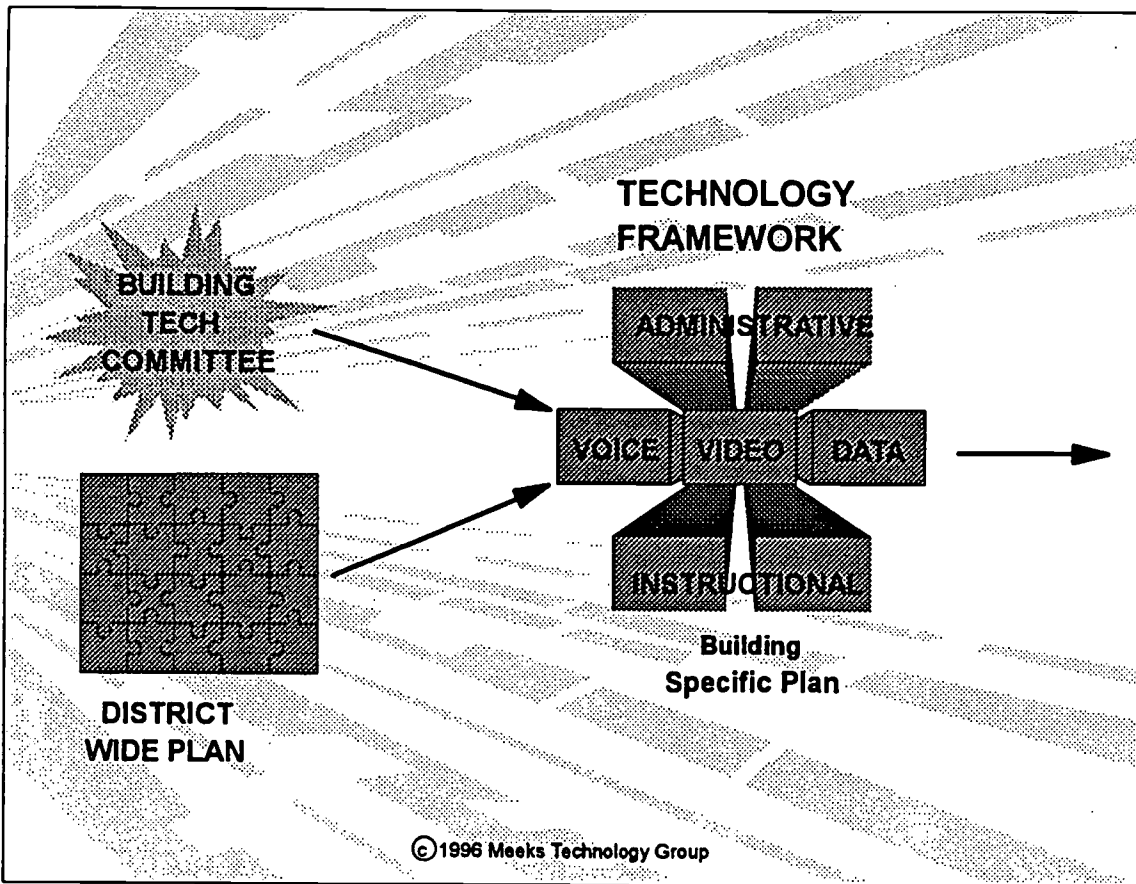 TECHNOLOGY
FRAMEWORK
BUILDING
TECH
COMMITTEE
ADMINISTRATIVE
VOICE
VIDEO
DATA
INSTRUCTIONAL
Building
Specific Plan
DISTRICT
WIDE PLAN
©1996 Meeks Technology Group